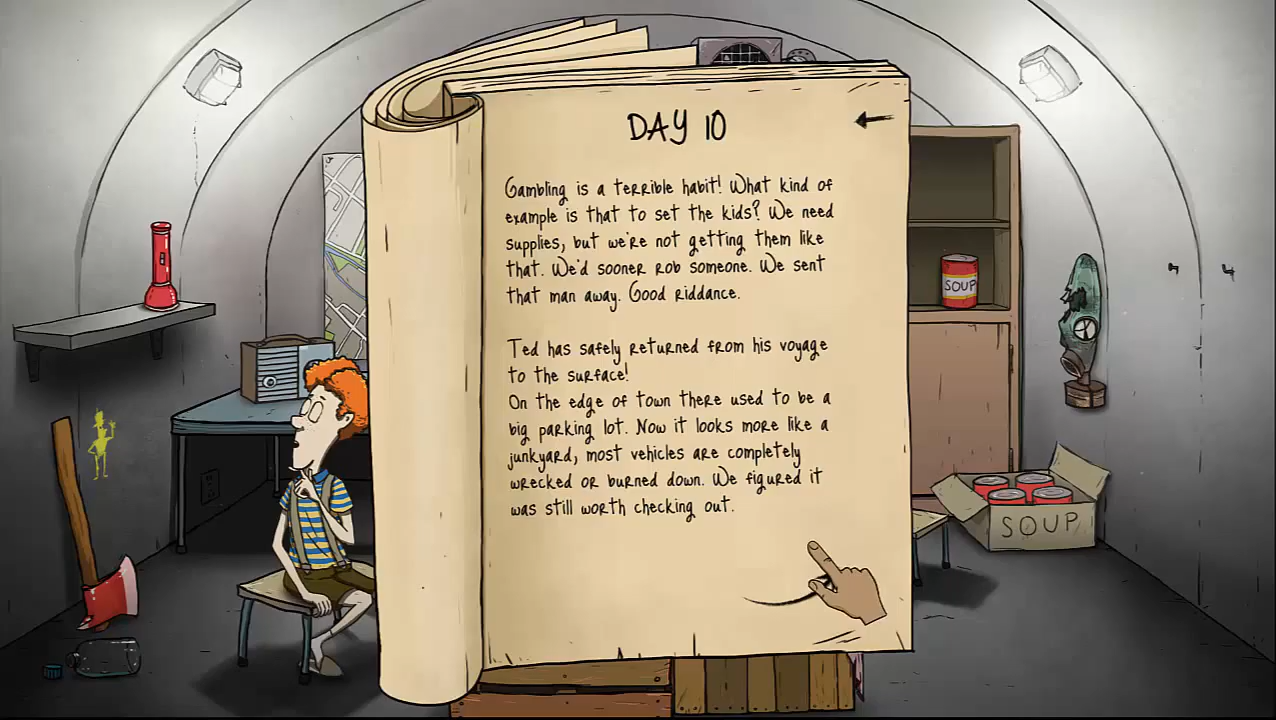 DAY 10
Gambling is a terrible habit! What kind of
example is that to set the kids? We need
supplies, but we're not getting them like
that. We'd sooner rob someone. We sent
that man away. Good riddance.
Ted has safely returned from his voyage
to the surface!
On the edge of town there used to be a
big parking lot. Now it looks more like a
junkyard, most vehicles are completely
wrecked or burned down. We figured it
was still worth checking out.
SOUP
SOUP